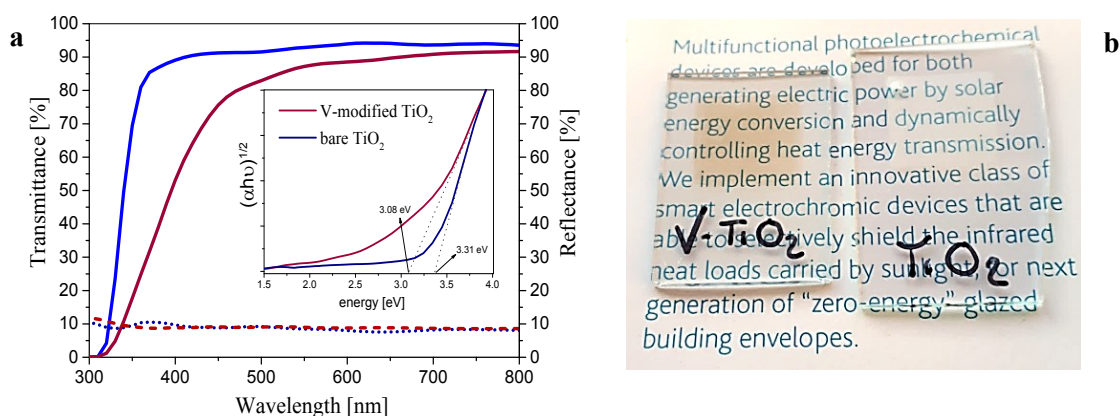 a
100
90
80
70
60
50
40
30
20
10
0
Transmittance [%]
100
90
80
70
60
50
40
30
20
10
0
Reflectance [%]
300 400 500 600 700 800
Wavelength [nm]
V-modified TiO2
bare TiO2
(αhυ)1/2
3.08 eV
3.31 eV
1.5 2.0 2.5 3.0 3.5 4.0
energy [eV]
b
Multifunctional photoelectrochemical
devices are developed for both
generating electric power by solar
energy conversion and dynamically
controlling heat energy transmission.
We implement an innovative class of
smart electrochromic devices that are
able to selectively shield the infrared
heat loads carried by sunlight, for next
generation of "zero-energy" glazed
building envelopes.
V-TiO2
TiO2